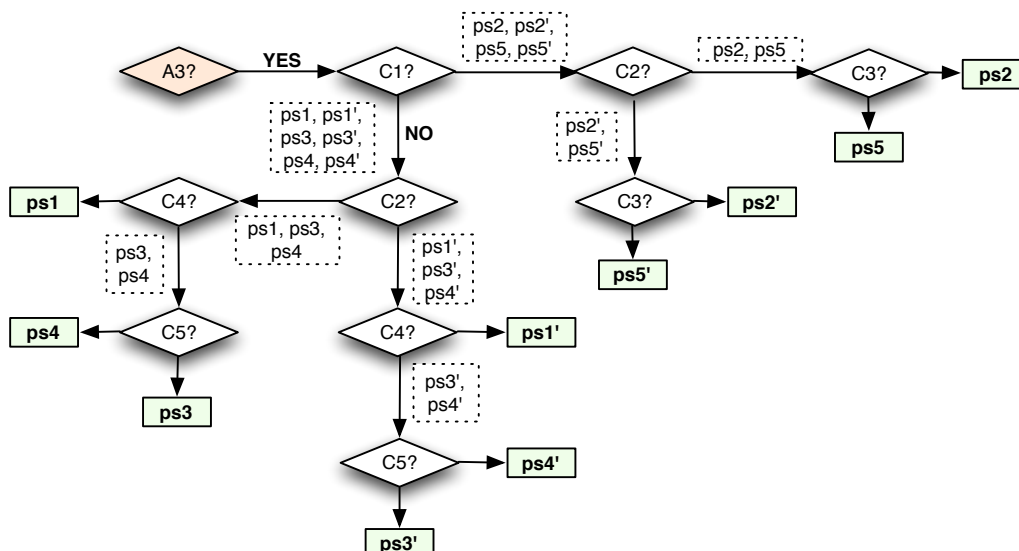 A3?
YES
C1?
ps2, ps2',
ps5, ps5'
C2?
ps2, ps5
C3?
ps2
ps5
ps1, ps1',
ps3, ps3',
ps4, ps4'
NO
ps2',
ps5'
C3?
ps2'
ps5'
ps1
C4?
C2?
ps1, ps3,
ps4
ps3,
ps4
ps1',
ps3',
ps4'
ps4
C5?
ps3
C4?
ps1'
ps3',
ps4'
C5?
ps4'
ps3'